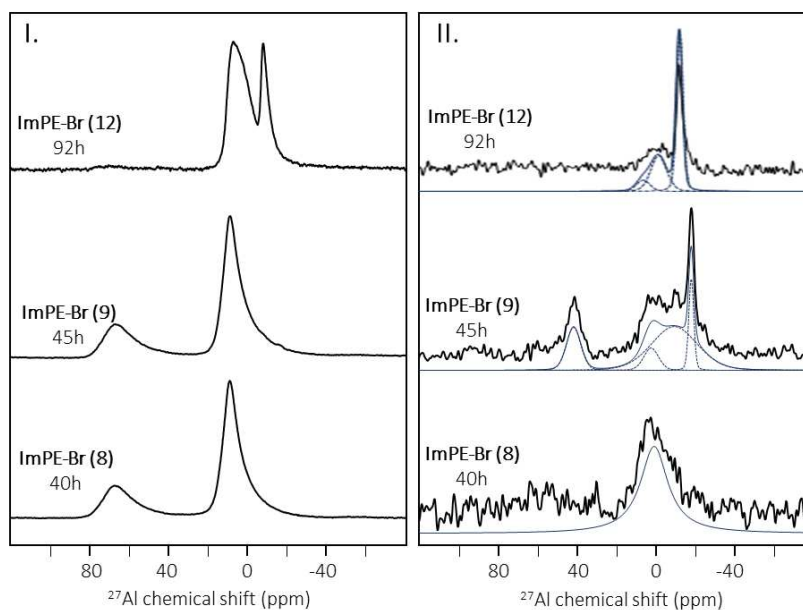 I.
ImPE-Br (12)
92h
ImPE-Br (9)
45h
ImPE-Br (8)
40h
80 40 0 -40
²⁷Al chemical shift (ppm)
II.
ImPE-Br (12)
92h
ImPE-Br (9)
45h
ImPE-Br (8)
40h
80 40 0 -40
²⁷Al chemical shift (ppm)